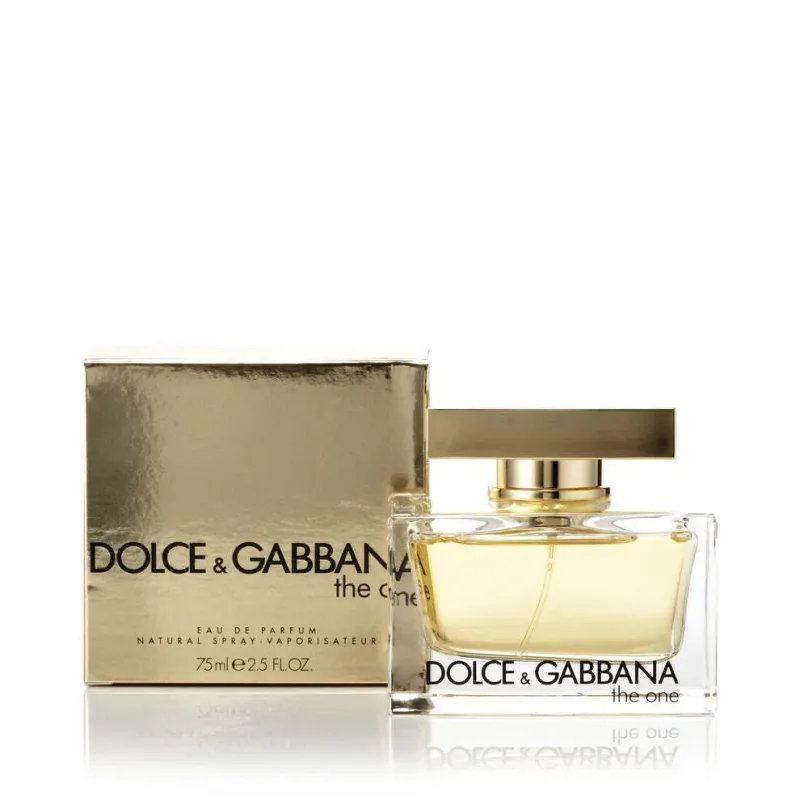 DOLCE & GABBANA
the one
EAU DE PARFUM
NATURAL SPRAY·VAPORISATEUR
75ml e 2.5 FL.OZ.
DOLCE & GABBANA
the one